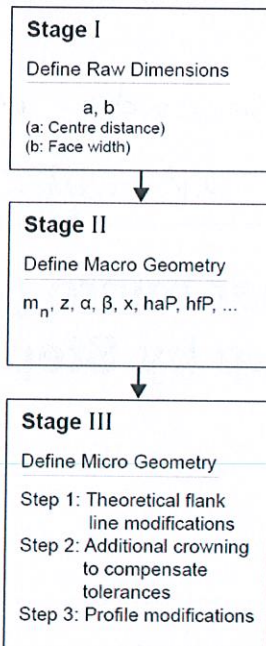 Stage I
Define Raw Dimensions
a, b
(a: Centre distance)
(b: Face width)
Stage II
Define Macro Geometry
mn, z, α, β, x, haP, hfP, ...
Stage III
Define Micro Geometry
Step 1: Theoretical flank
line modifications
Step 2: Additional crowning
to compensate
tolerances
Step 3: Profile modifications